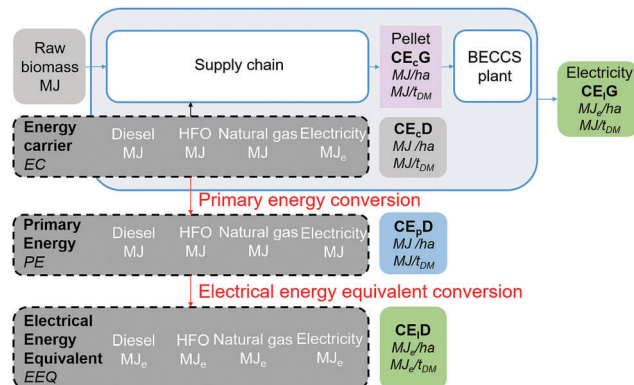 Raw
biomass
MJ
Supply chain
Pellet
CEcG
MJ/ha
MJ/tDM
BECCS
plant
Electricity
CEIG
MJe/ha
MJ/tDM
Energy
carrier
EC
Diesel HFO Natural gas Electricity
MJ MJ MJ MJe
CEcD
MJ /ha
MJ/tDM
Primary energy conversion
Primary
Energy
PE
Diesel HFO Natural gas Electricity
MJ MJ MJ MJ
CEpD
MJ /ha
MJ/tDM
Electrical energy equivalent conversion
Electrical
Energy
Equivalent
EEQ
Diesel HFO Natural gas Electricity
MJe MJe MJe MJe
CEID
MJe/ha
MJe/tDM